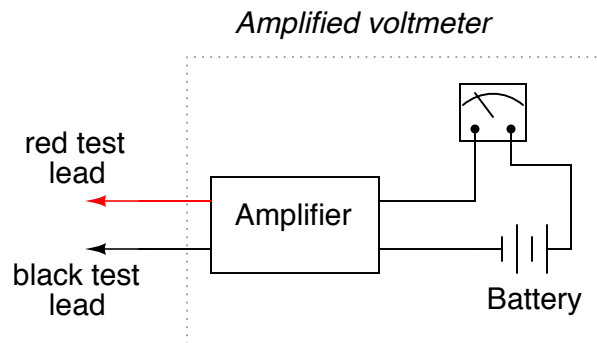 Amplified voltmeter
red test
lead
Amplifier
black test
lead
Battery